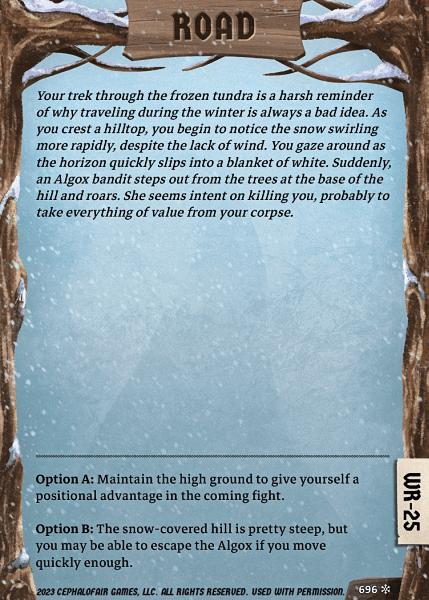 ROAD
Your trek through the frozen tundra is a harsh reminder
of why traveling during the winter is always a bad idea. As
you crest a hilltop, you begin to notice the snow swirling
more rapidly, despite the lack of wind. You gaze around as
the horizon quickly slips into a blanket of white. Suddenly,
an Algox bandit steps out from the trees at the base of the
hill and roars. She seems intent on killing you, probably to
take everything of value from your corpse.
Option A: Maintain the high ground to give yourself a
positional advantage in the coming fight.
Option B: The snow-covered hill is pretty steep, but
you may be able to escape the Algox if you move
quickly enough.
WR-25
2023 CEPHALOFAIR GAMES, LLC. ALL RIGHTS RESERVED. USED WITH PERMISSION.
696